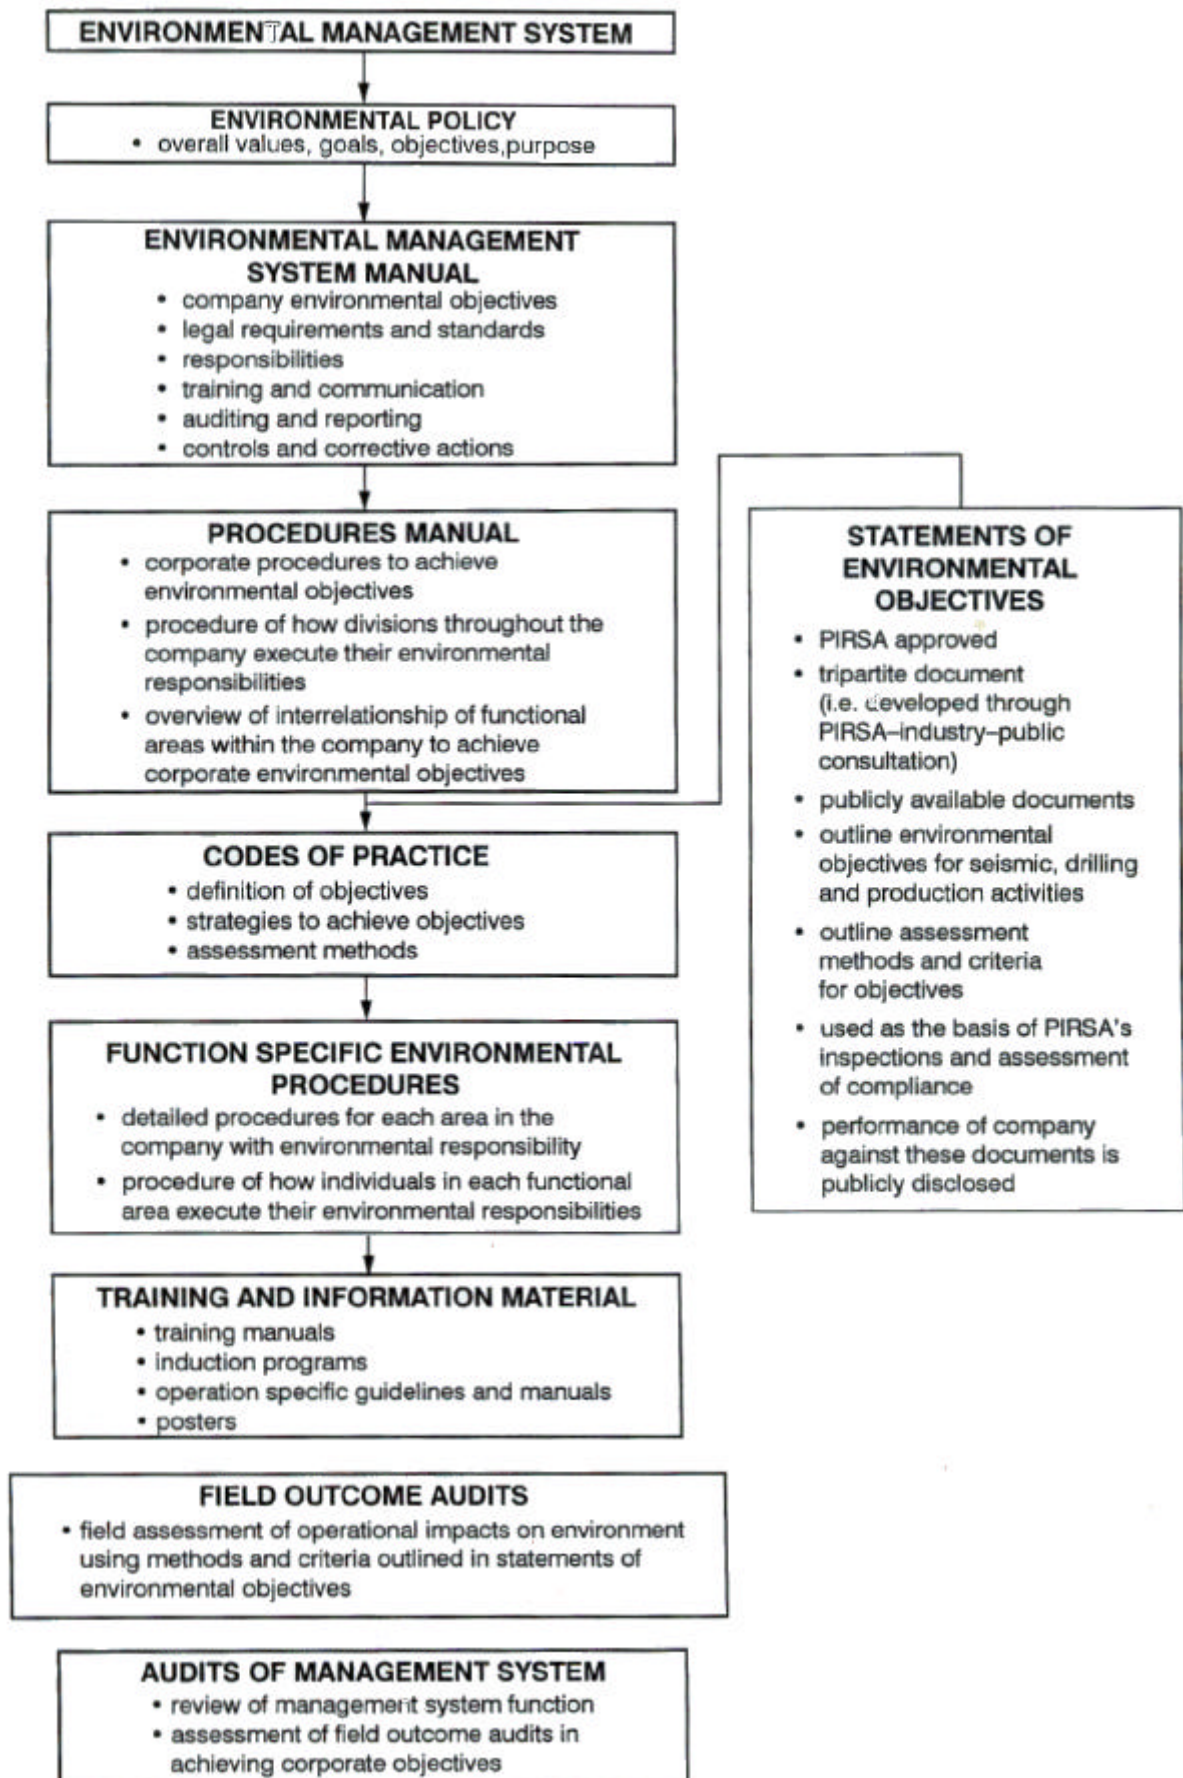 ENVIRONMENTAL MANAGEMENT SYSTEM
ENVIRONMENTAL POLICY
• overall values, goals, objectives,purpose
ENVIRONMENTAL MANAGEMENT
SYSTEM MANUAL
• company environmental objectives
• legal requirements and standards
• responsibilities
• training and communication
• auditing and reporting
• controls and corrective actions
PROCEDURES MANUAL
• corporate procedures to achieve
environmental objectives
• procedure of how divisions throughout the
company execute their environmental
responsibilities
• overview of interrelationship of functional
areas within the company to achieve
corporate environmental objectives
STATEMENTS OF
ENVIRONMENTAL
OBJECTIVES
• PIRSA approved
• tripartite document
(i.e. developed through
PIRSA–industry–public
consultation)
• publicly available documents
• outline environmental
objectives for seismic, drilling
and production activities
• outline assessment
methods and criteria
for objectives
• used as the basis of PIRSA's
inspections and assessment
of compliance
• performance of company
against these documents is
publicly disclosed
CODES OF PRACTICE
• definition of objectives
• strategies to achieve objectives
• assessment methods
FUNCTION SPECIFIC ENVIRONMENTAL
PROCEDURES
• detailed procedures for each area in the
company with environmental responsibility
• procedure of how individuals in each functional
area execute their environmental responsibilities
TRAINING AND INFORMATION MATERIAL
• training manuals
• induction programs
• operation specific guidelines and manuals
• posters
FIELD OUTCOME AUDITS
• field assessment of operational impacts on environment
using methods and criteria outlined in statements of
environmental objectives
AUDITS OF MANAGEMENT SYSTEM
• review of management system function
• assessment of field outcome audits in
achieving corporate objectives